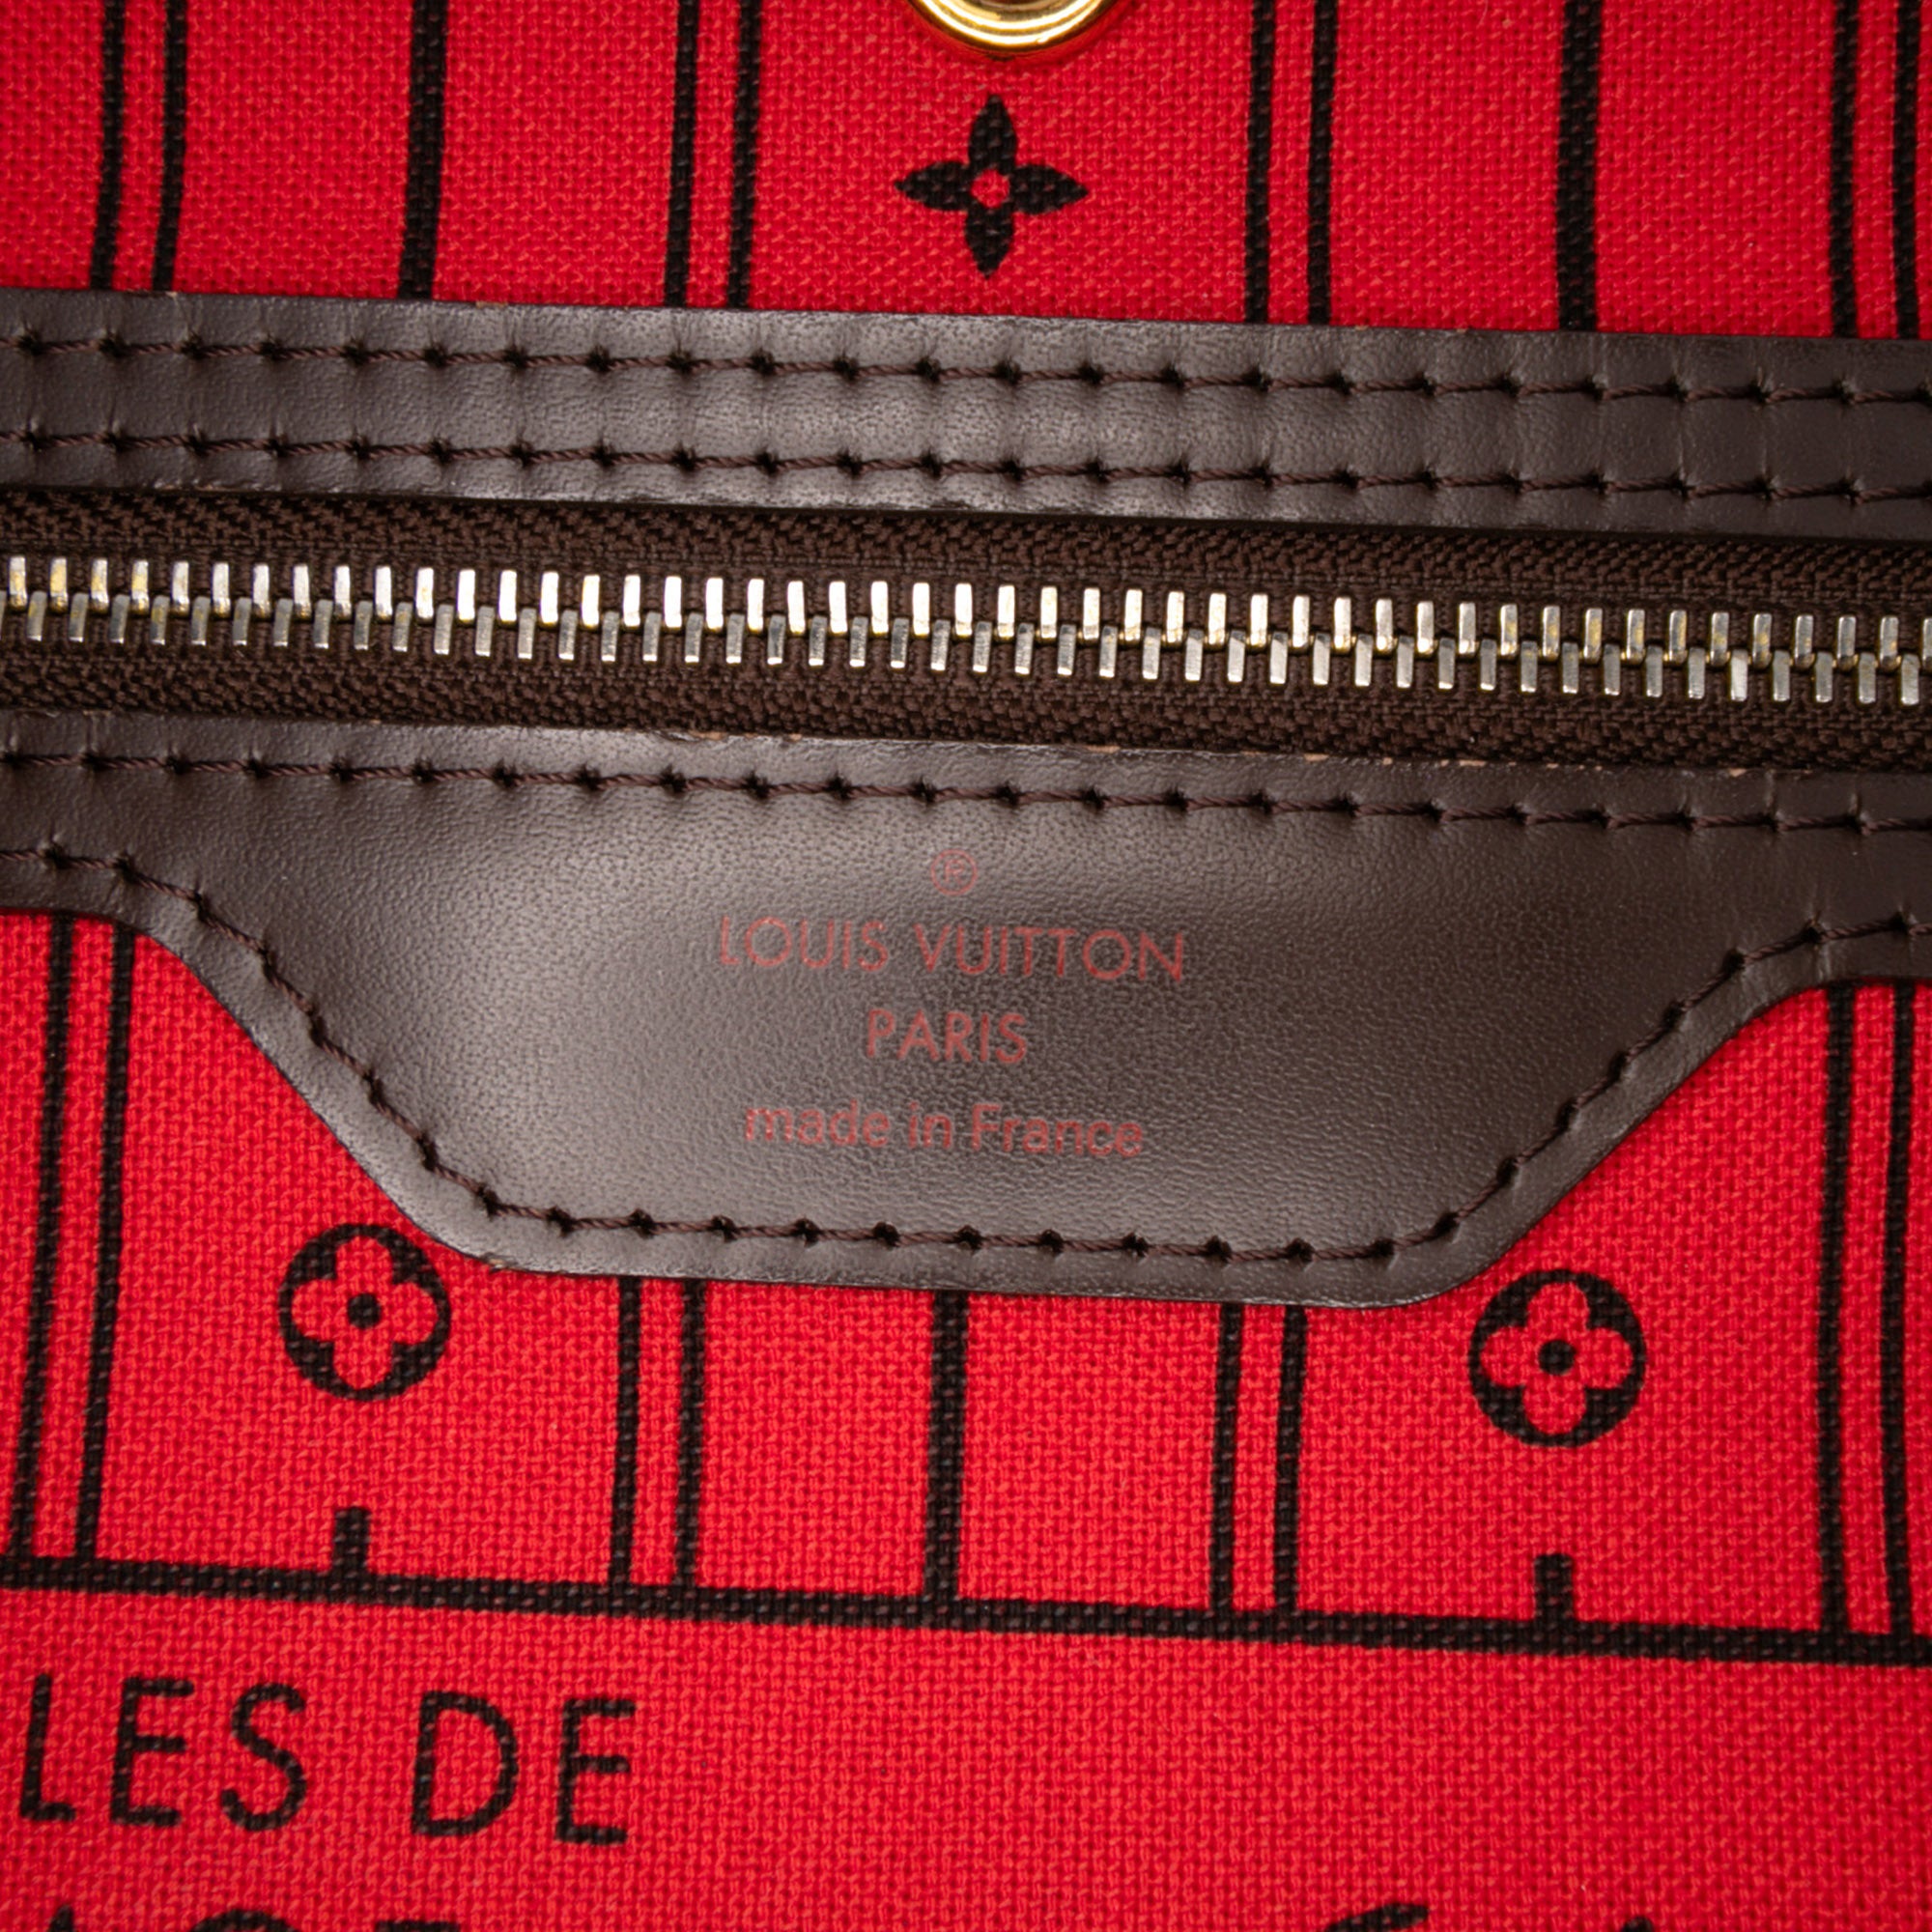 ®
LOUIS VUITTON
PARIS
made in France
LES DE